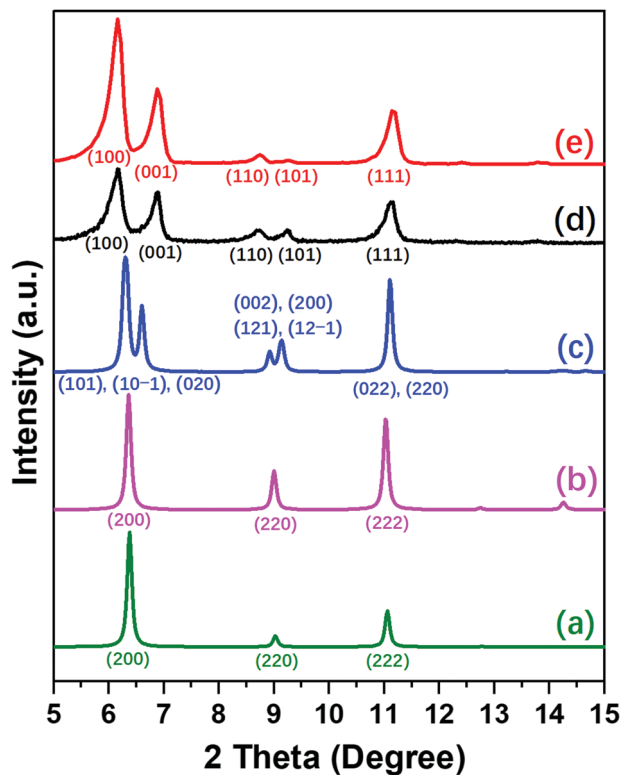 (e)
(100)
(001)
(110)
(101)
(111)
(d)
(100)
(001)
(110)
(101)
(111)
(002), (200)
(121), (12−1)
(c)
(101), (10−1), (020)
(022), (220)
(b)
(200)
(220)
(222)
(a)
(200)
(220)
(222)
Intensity (a.u.)
5 6 7 8 9 10 11 12 13 14 15
2 Theta (Degree)